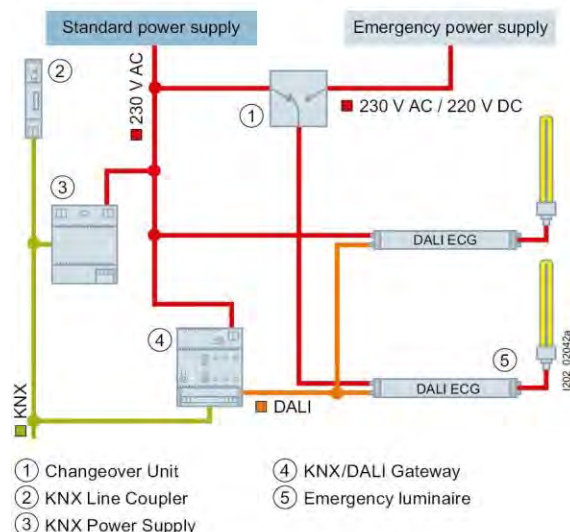 Standard power supply
Emergency power supply
②
230 V AC
①
230 V AC / 220 V DC
③
DALI ECG
④
⑤
DALI ECG
I202_02042a
KNX
DALI
① Changeover Unit
② KNX Line Coupler
③ KNX Power Supply
④ KNX/DALI Gateway
⑤ Emergency luminaire